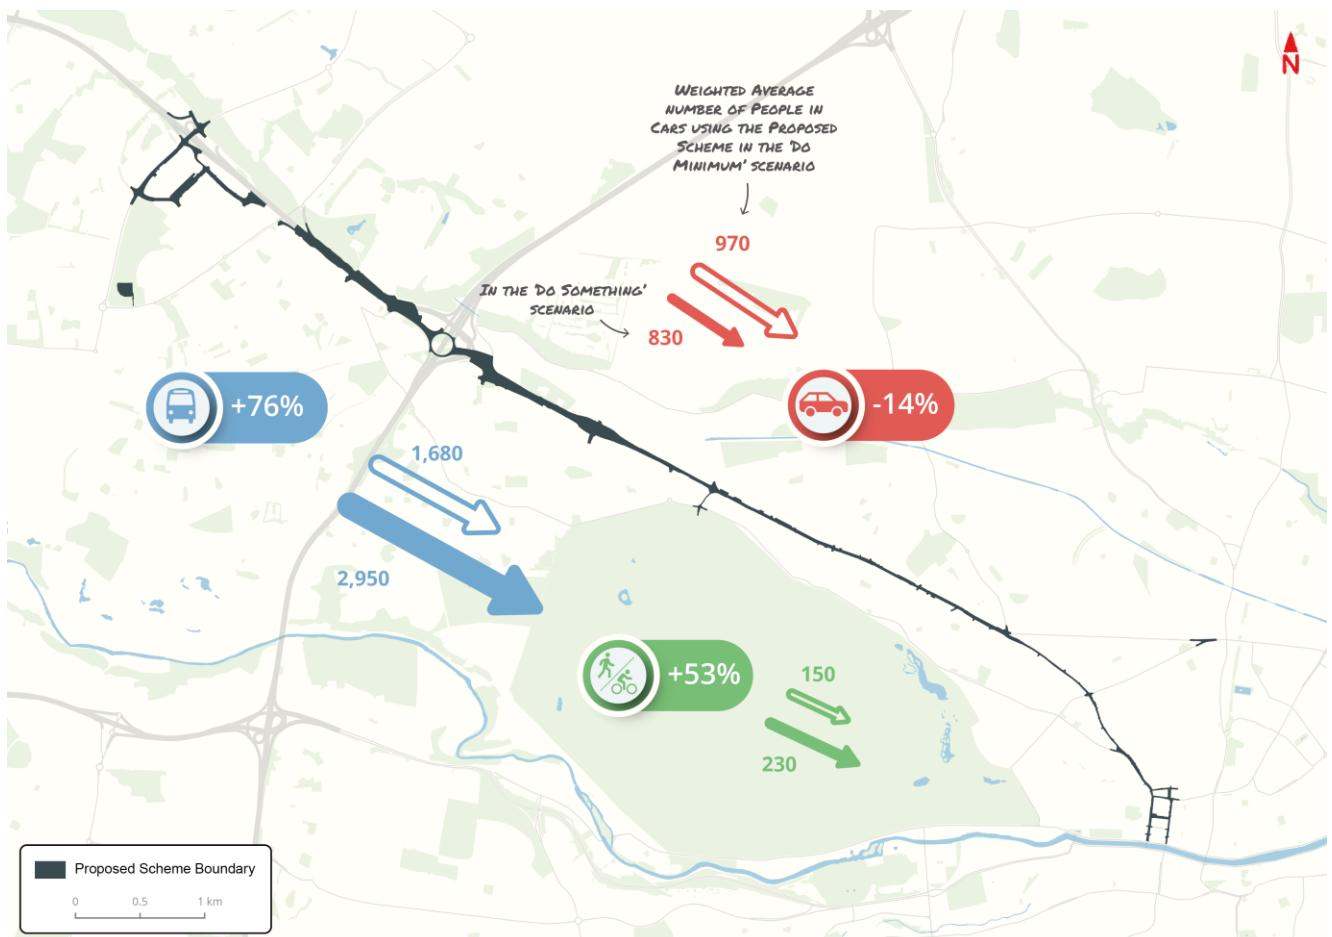 N
WEIGHTED AVERAGE
NUMBER OF PEOPLE IN
CARS USING THE PROPOSED
SCHEME IN THE 'DO
MINIMUM' SCENARIO
970
IN THE 'DO SOMETHING'
SCENARIO
830
+76%
-14%
1,680
2,950
+53%
150
230
Proposed Scheme Boundary
0 0.5 1 km